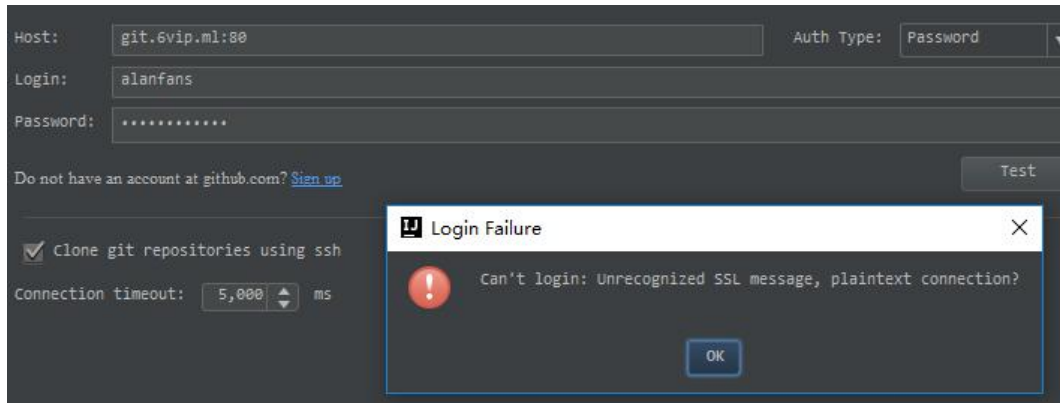 Host: git.6vip.ml:80 Auth Type: Password
Login: alanfans
Password: ············
Do not have an account at github.com? Sign up
Test
Login Failure
Clone git repositories using ssh
Can't login: Unrecognized SSL message, plaintext connection?
Connection timeout: 5,000 ms
OK